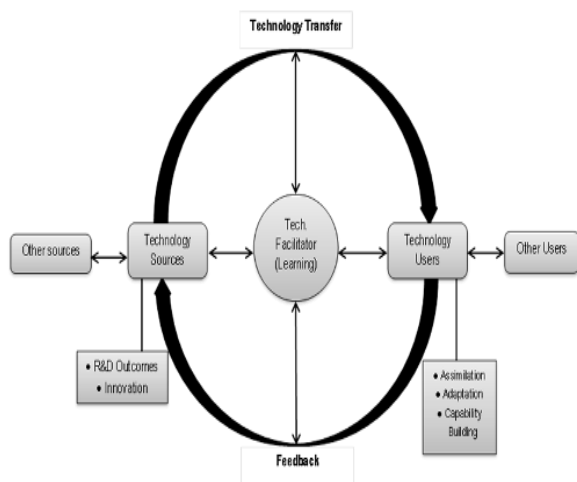 Technology Transfer
Other sources
Technology
Sources
Tech.
Facilitator
(Learning)
Technology
Users
Other Users
● R&D Outcomes
● Innovation
● Assimilation
● Adaptation
● Capability
Building
Feedback